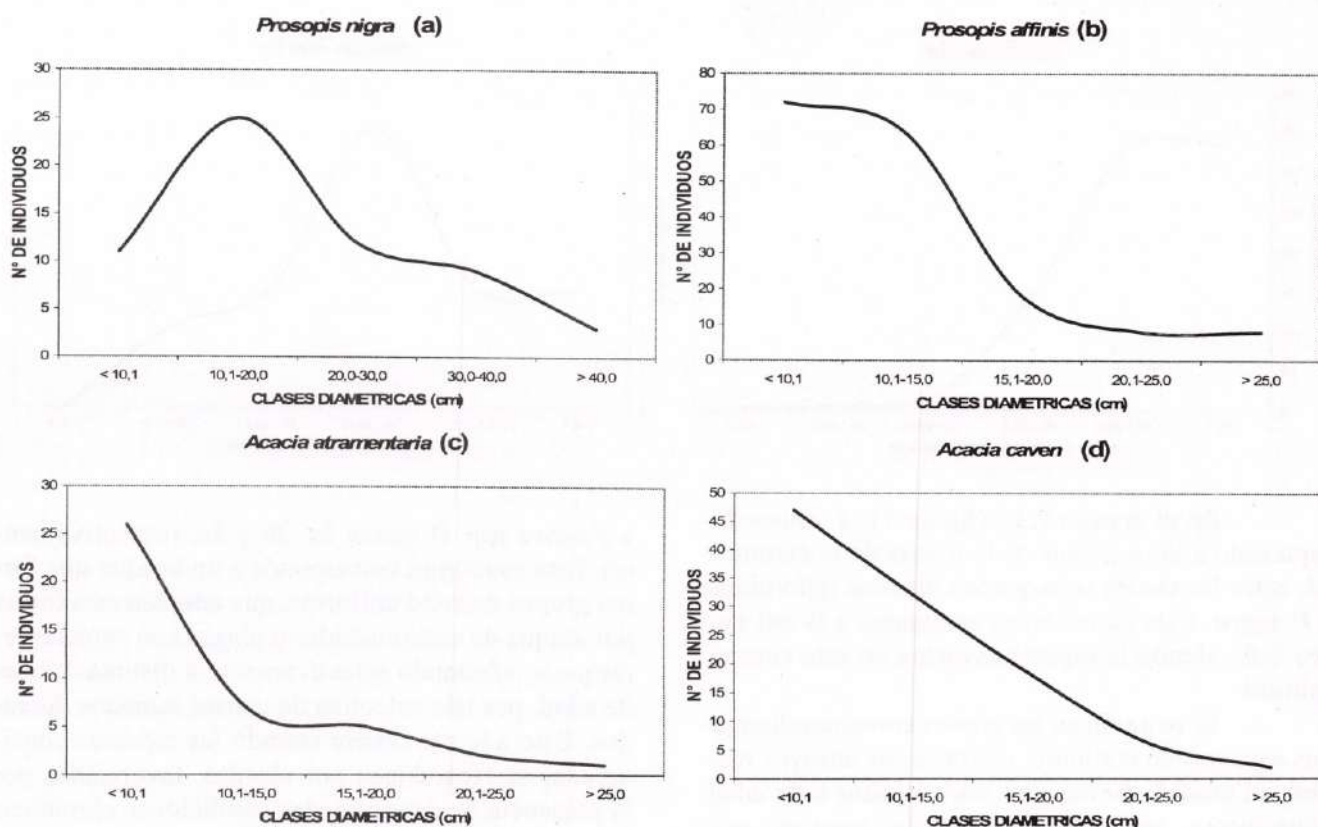 Prosopis nigra (a)
30
25
20
15
10
5
0
N° DE INDIVIDUOS
< 10,1 10,1-20,0 20,0-30,0 30,0-40,0 > 40,0
CLASES DIAMETRICAS (cm)
Prosopis affinis (b)
80
70
60
50
40
30
20
10
0
N° DE INDIVIDUOS
< 10,1 10,1-15,0 15,1-20,0 20,1-25,0 > 25,0
CLASES DIAMETRICAS (cm)
Acacia atramentaria (c)
30
25
20
15
10
5
0
N° DE INDIVIDUOS
<10,1 10,1-15,0 15,1-20,0 20,1-25,0 > 25,0
CLASES DIAMETRICAS (cm)
Acacia caven (d)
50
45
40
35
30
25
20
15
10
5
0
N° DE INDIVIDUOS
<10,1 10,1-15,0 15,1-20,0 20,1-25,0 > 25,0
CLASES DIAMETRICAS (cm)